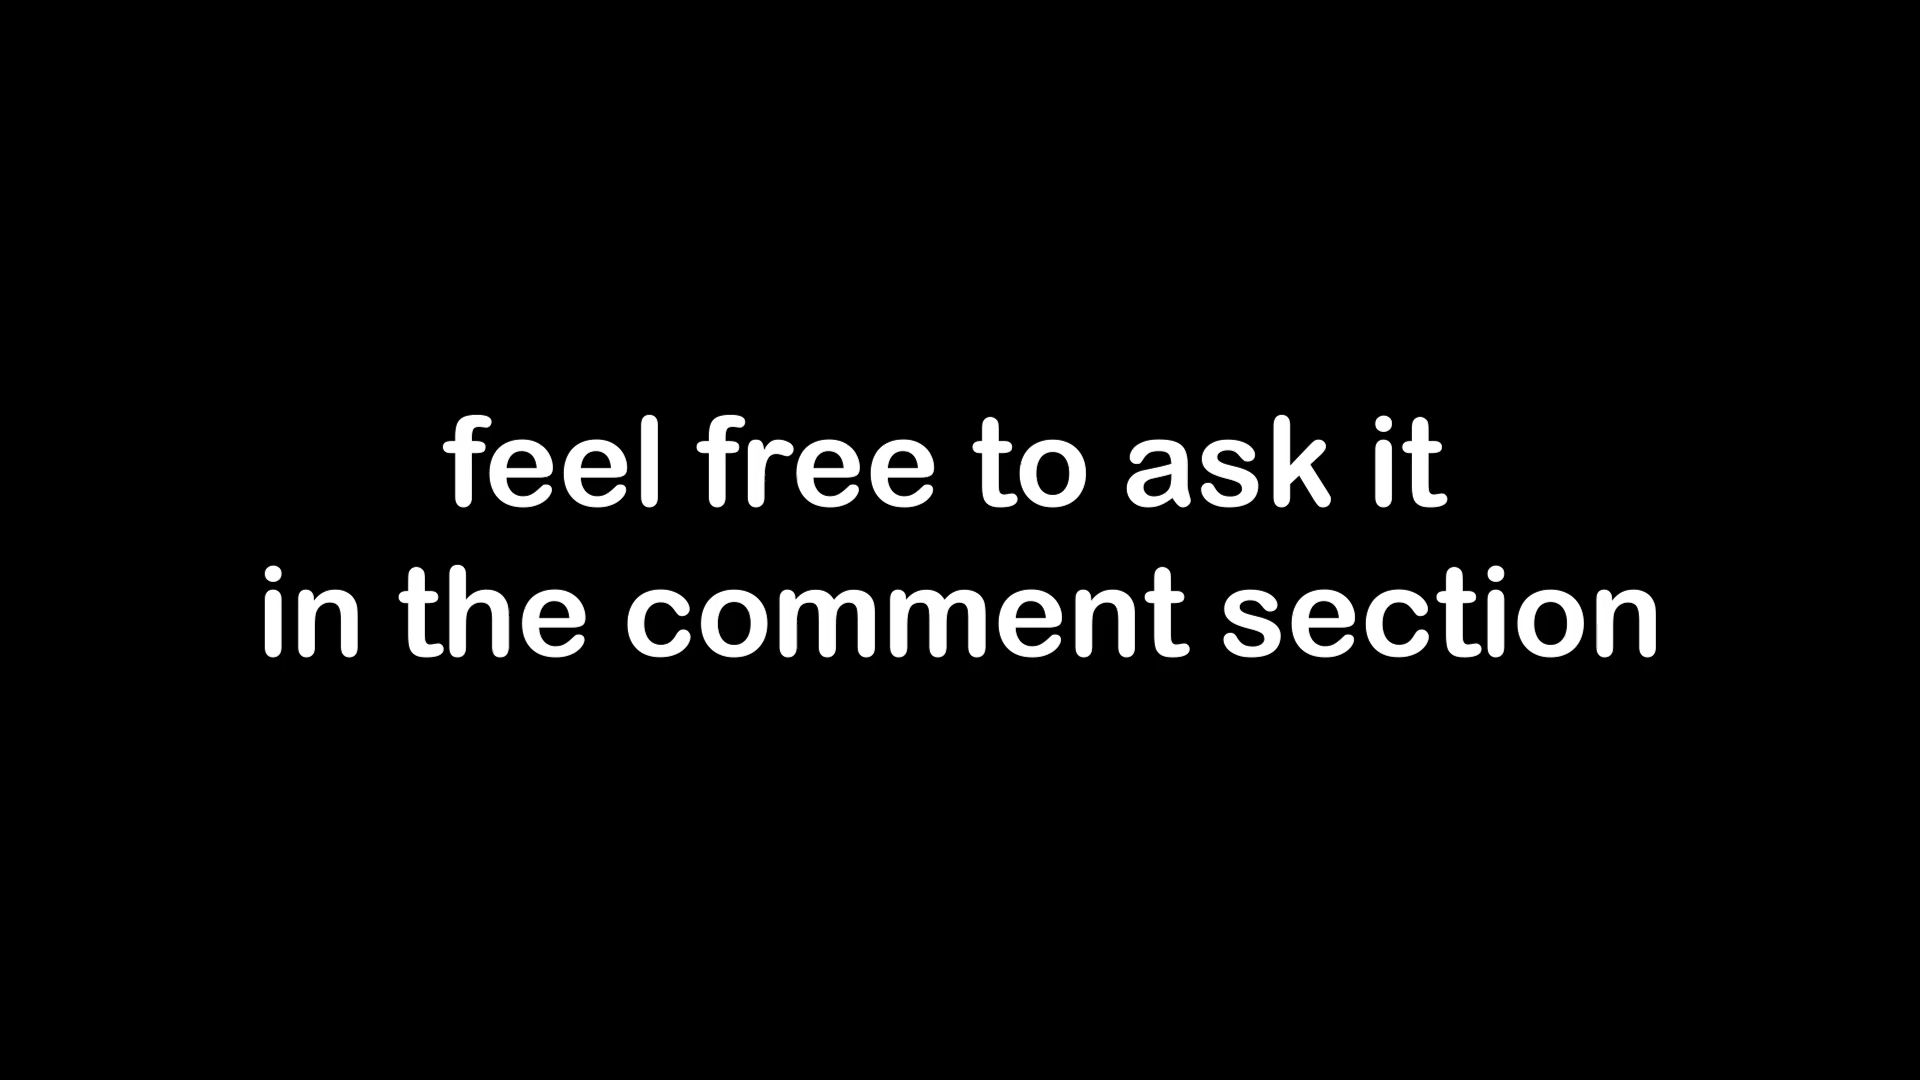 feel free to ask it
in the comment section